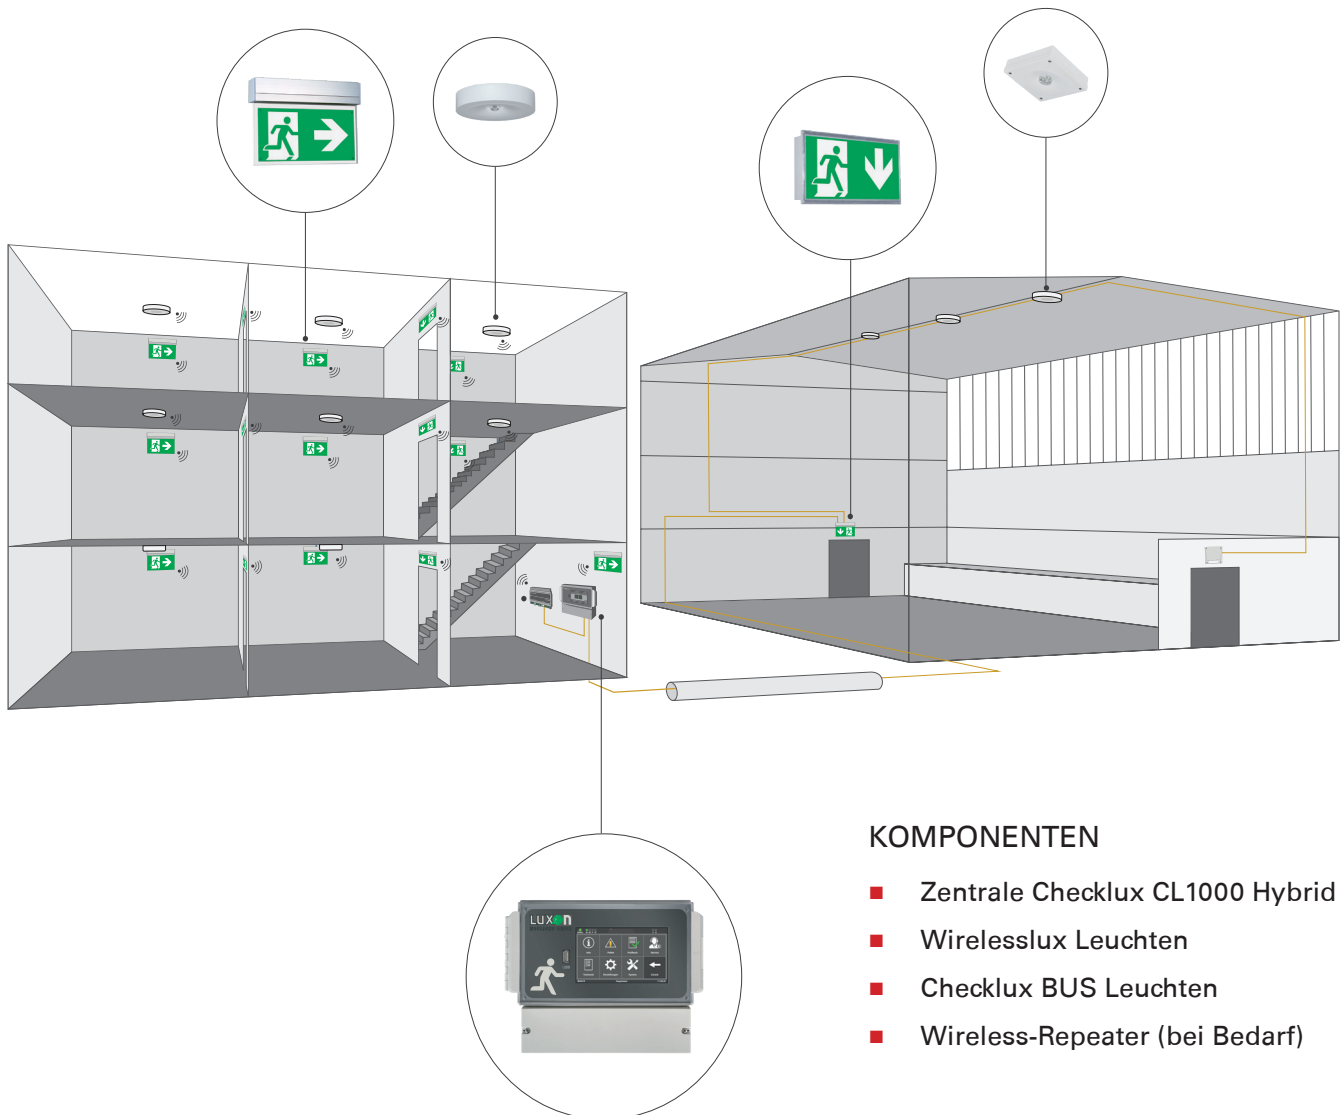 LUXON
KOMPONENTEN
Zentrale Checklux CL1000 Hybrid
Wirelesslux Leuchten
Checklux BUS Leuchten
Wireless-Repeater (bei Bedarf)